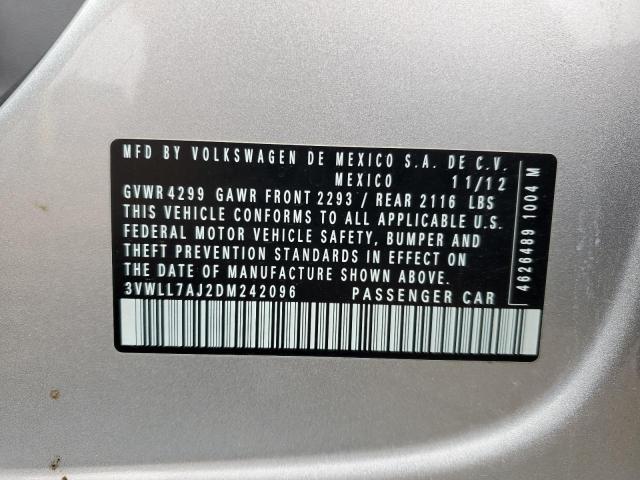 MFD BY VOLKSWAGEN DE MEXICO S.A. DE C.V.
MEXICO 11/12
GVWR 4299 GAWR FRONT 2293 / REAR 2116 LBS
THIS VEHICLE CONFORMS TO ALL APPLICABLE U.S.
FEDERAL MOTOR VEHICLE SAFETY, BUMPER AND
THEFT PREVENTION STANDARDS IN EFFECT ON
THE DATE OF MANUFACTURE SHOWN ABOVE.
3VWLL7AJ2DM242096 PASSENGER CAR
4626489 1004 M